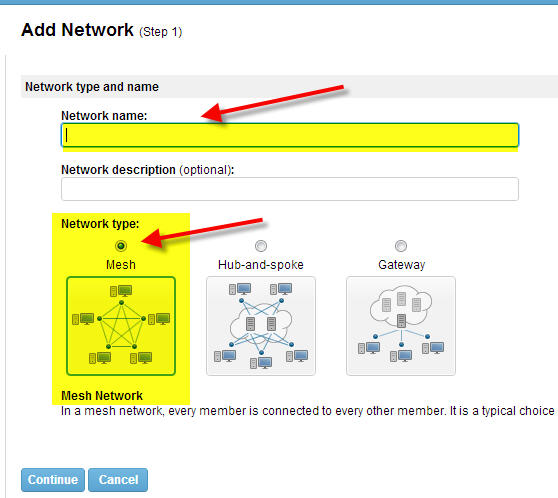 Add Network (Step 1)
Network type and name
Network name:
Network description (optional):
Network type:
Mesh
Hub-and-spoke
Gateway
Mesh Network
In a mesh network, every member is connected to every other member. It is a typical choice
Continue
Cancel